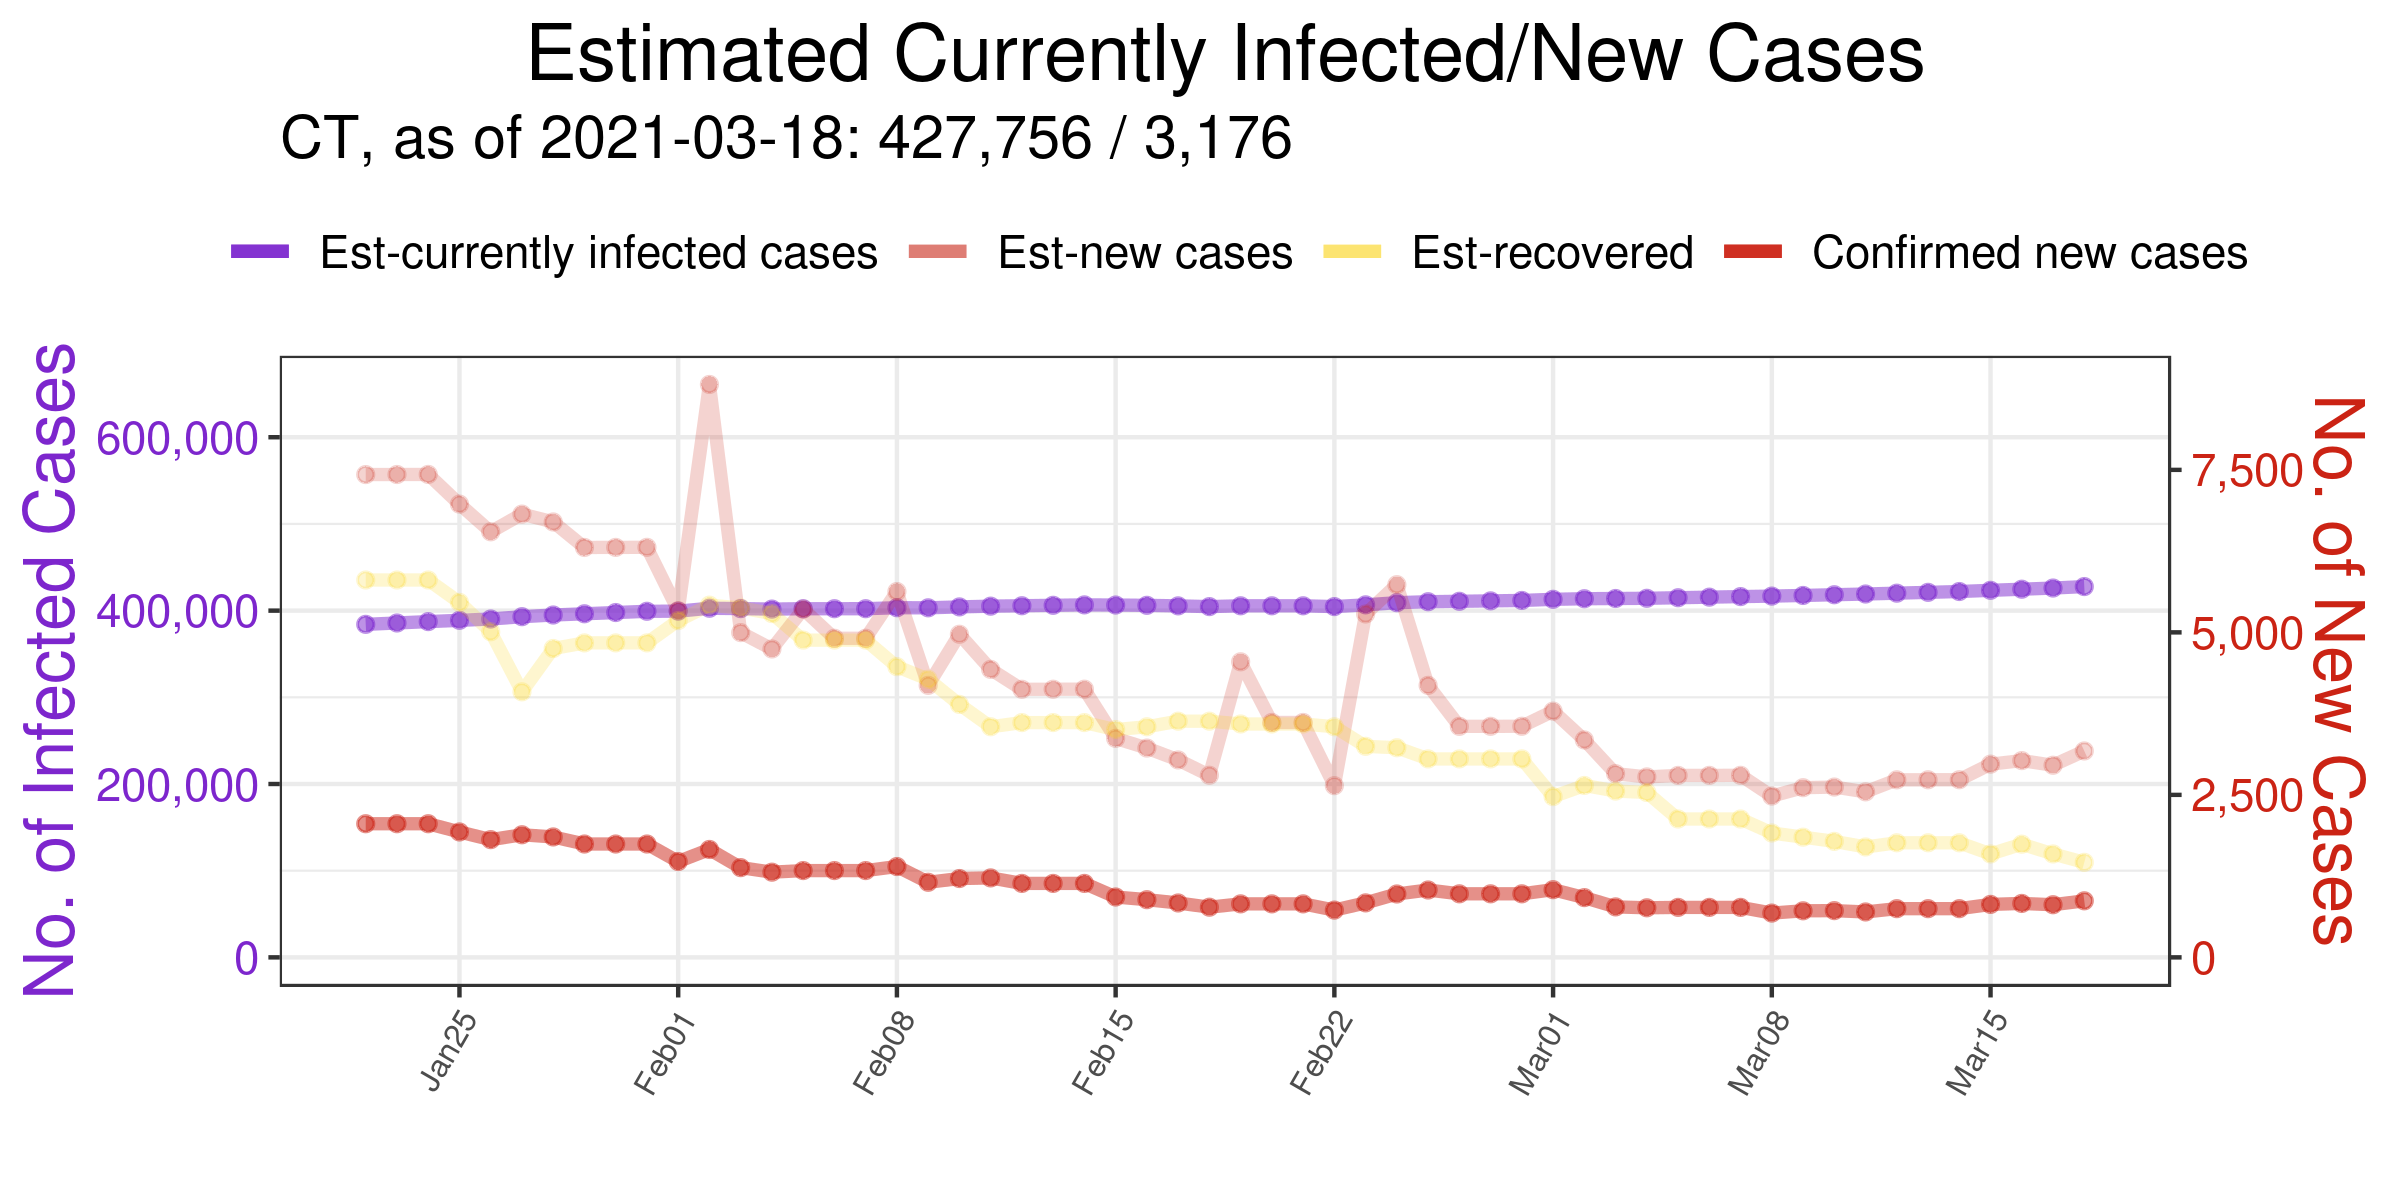 Estimated Currently Infected/New Cases
CT, as of 2021-03-18: 427,756 / 3,176
Est-currently infected cases Est-new cases Est-recovered Confirmed new cases
No. of Infected Cases
600,000
400,000
200,000
0
7,500
5,000
2,500
0
No. of New Cases
Jan25 Feb01 Feb08 Feb15 Feb22 Mar01 Mar08 Mar15